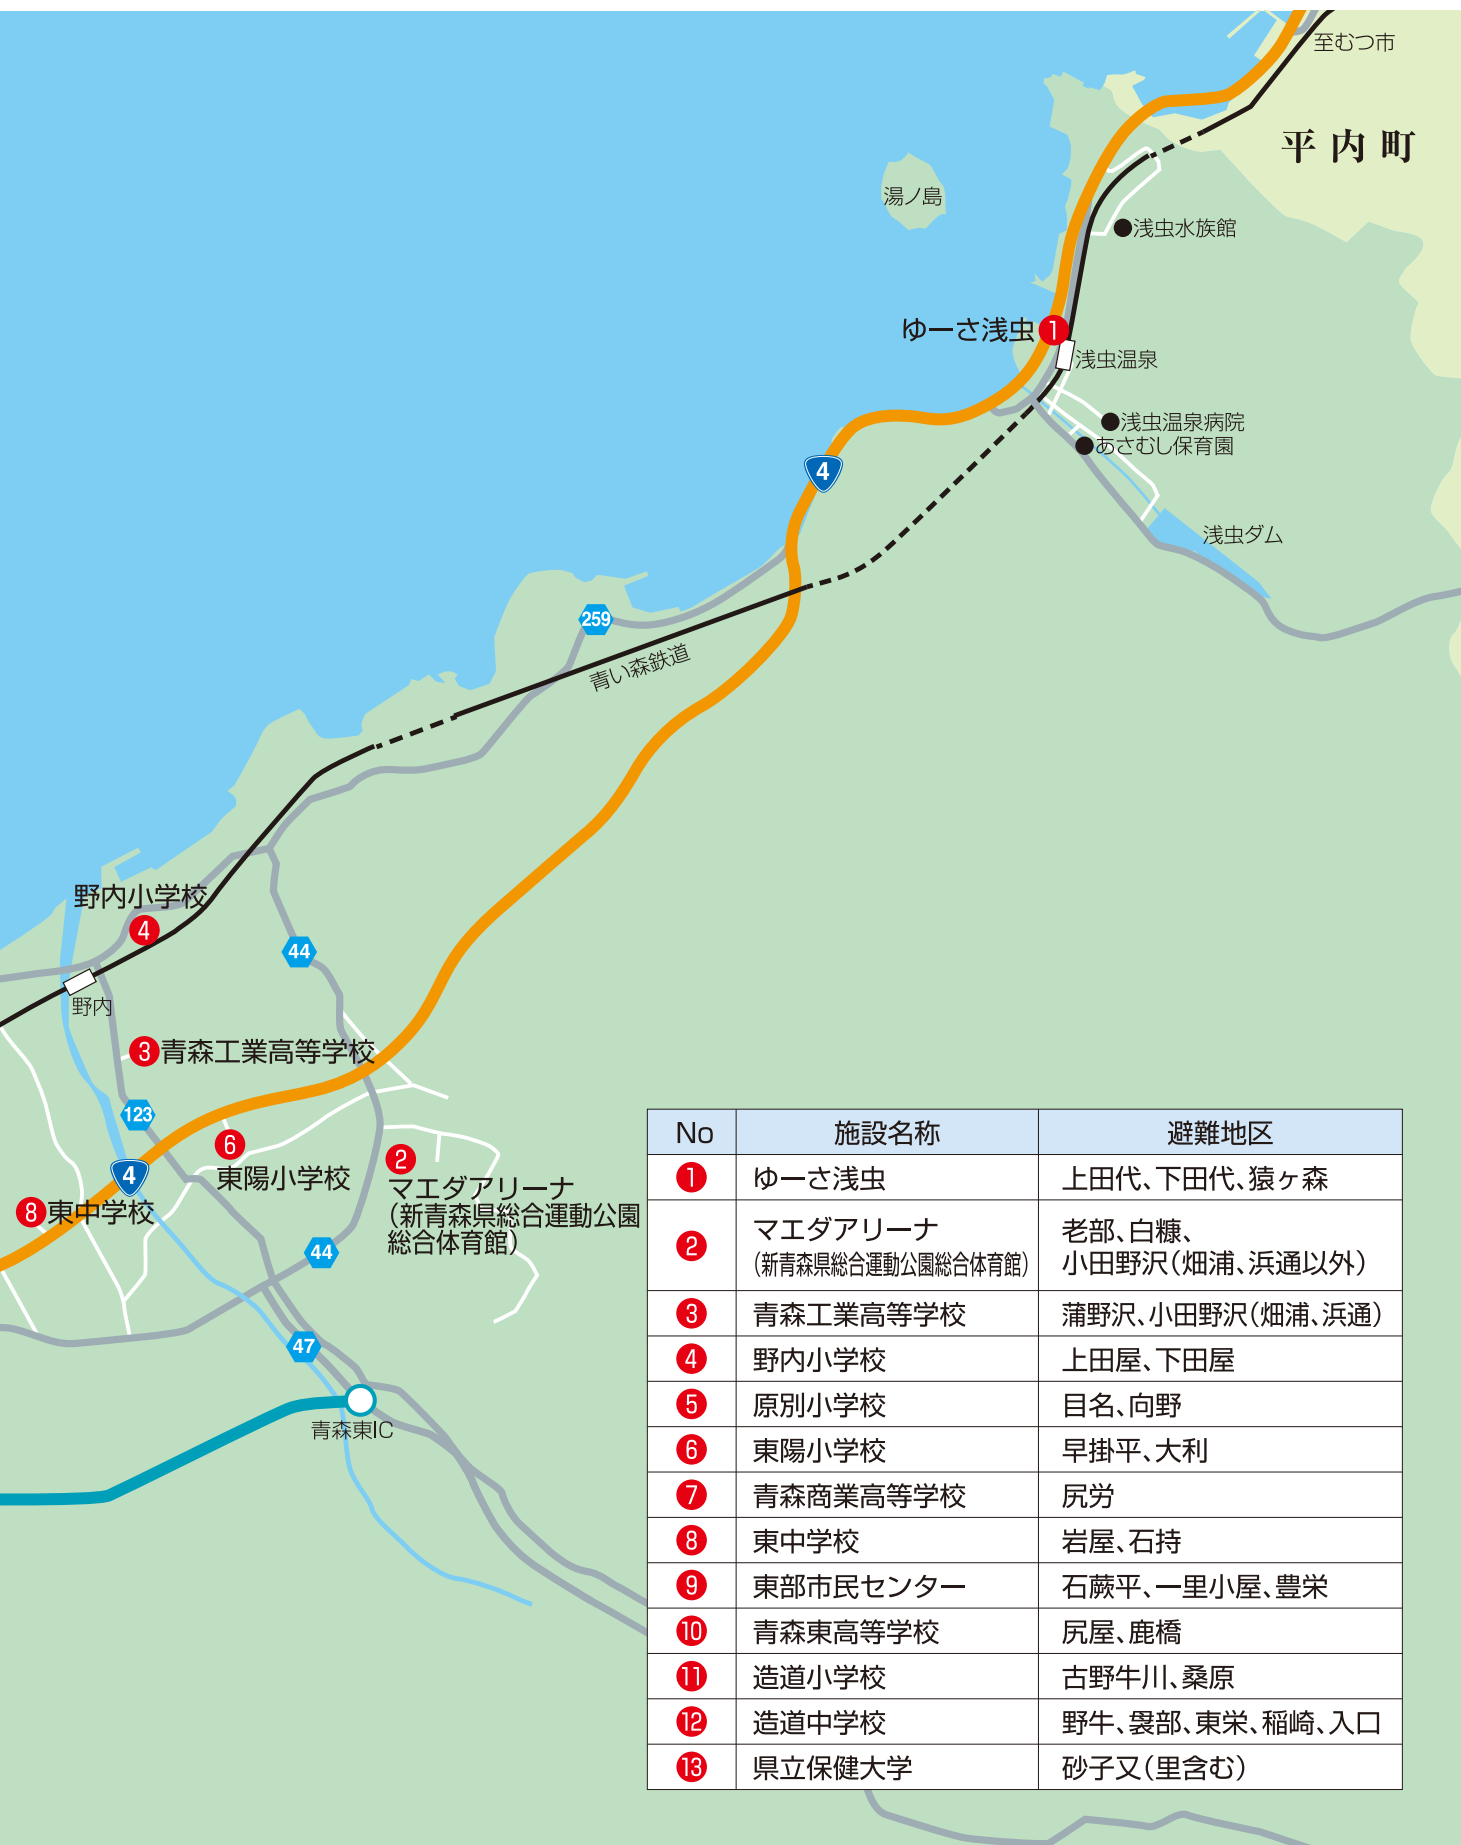 至むつ市
平内町
湯ノ島
浅虫水族館
ゆーさ浅虫
1
浅虫温泉
浅虫温泉病院
あさむし保育園
4
浅虫ダム
259
青い森鉄道
野内小学校
4
44
野内
3
青森工業高等学校
123
6
東陽小学校
2
マエダアリーナ
(新青森県総合運動公園
総合体育館)
4
8
東中学校
44
47
青森東IC
No 施設名称 避難地区
1 ゆーさ浅虫 上田代、下田代、猿ヶ森
2 マエダアリーナ
(新青森県総合運動公園総合体育館)
老部、白糠、
小田野沢(畑浦、浜通以外)
3 青森工業高等学校 蒲野沢、小田野沢(畑浦、浜通)
4 野内小学校 上田屋、下田屋
5 原別小学校 目名、向野
6 東陽小学校 早掛平、大利
7 青森商業高等学校 尻労
8 東中学校 岩屋、石持
9 東部市民センター 石蕨平、一里小屋、豊栄
10 青森東高等学校 尻屋、鹿橋
11 造道小学校 古野牛川、桑原
12 造道中学校 野牛、袰部、東栄、稲崎、入口
13 県立保健大学 砂子又(里含む)